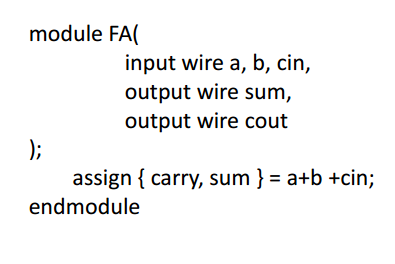 module FA(
input wire a, b, cin,
output wire sum,
output wire cout
);
assign { carry, sum } = a+b +cin;
endmodule